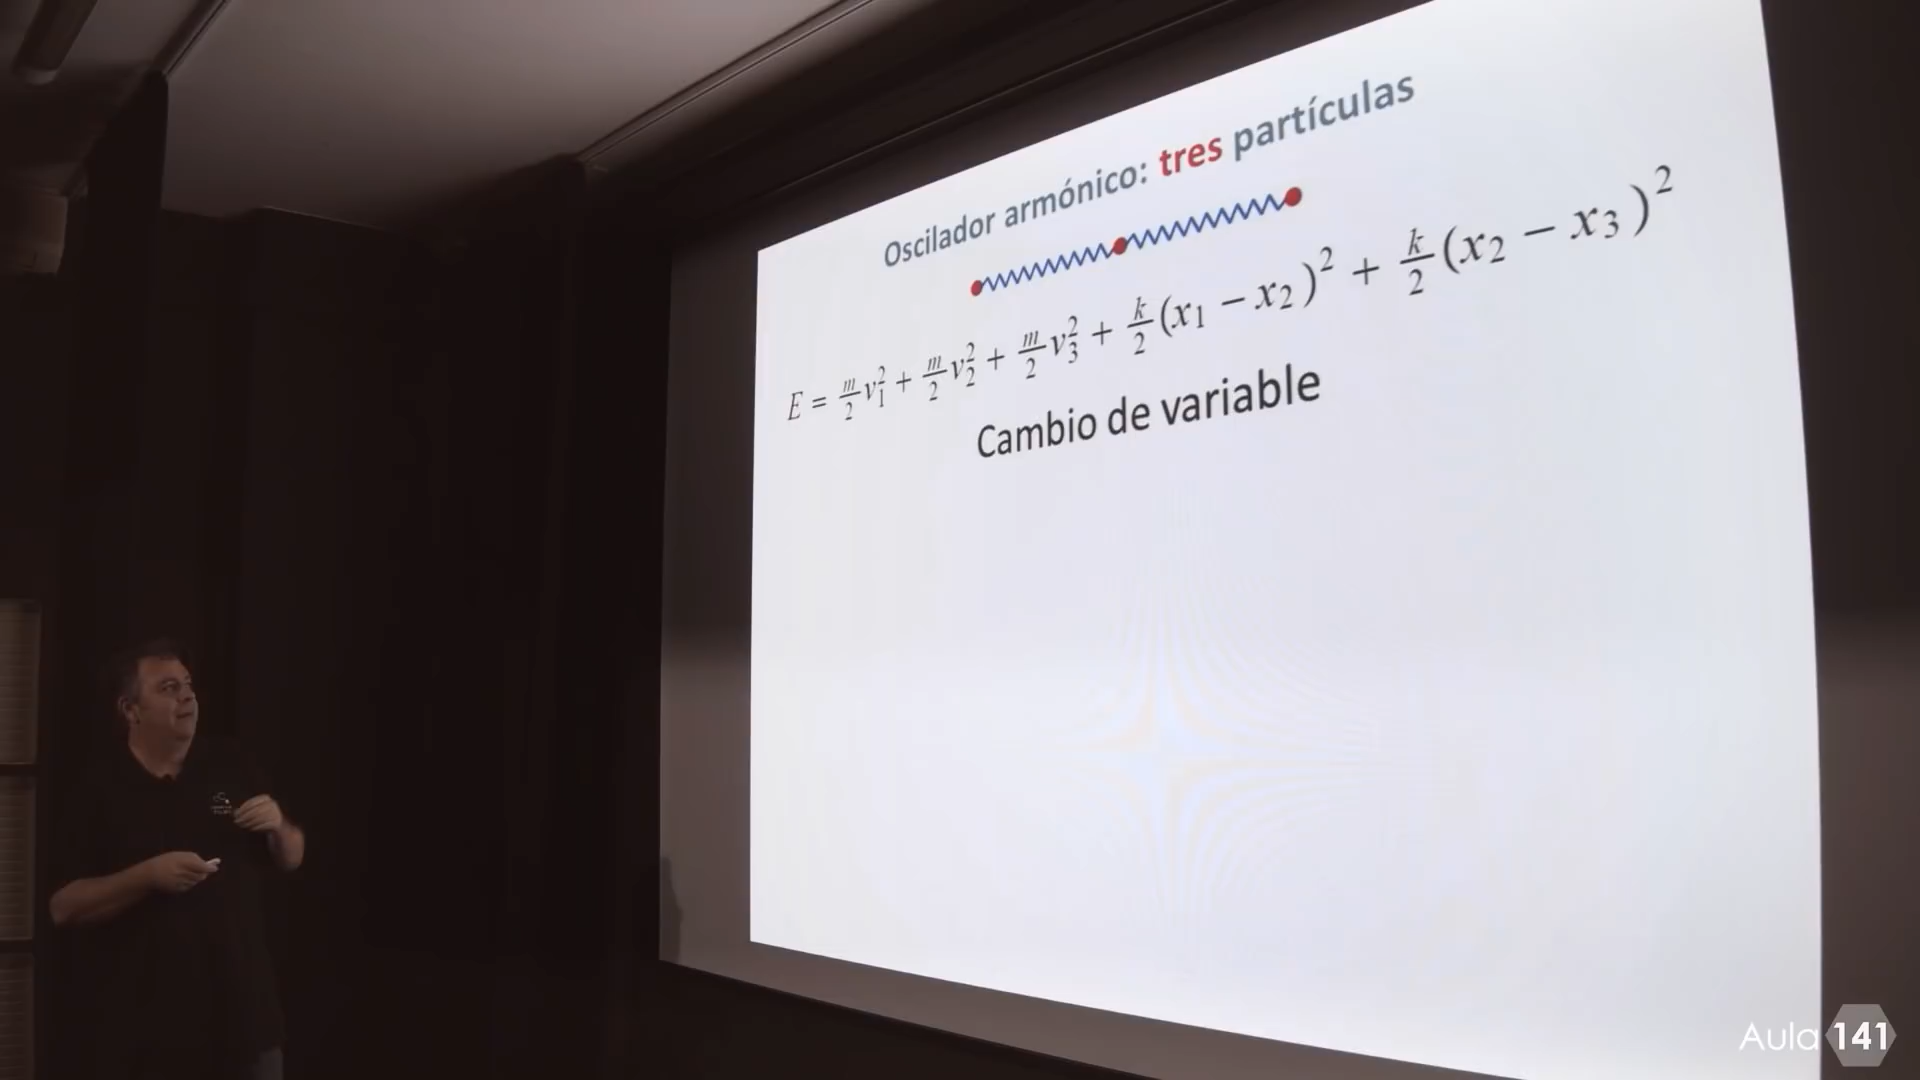 Oscilador armónico: tres partículas
E = m/2 v₁² + m/2 v₂² + m/2 v₃² + k/2 (x₁ − x₂)² + k/2 (x₂ − x₃)²
Cambio de variable
Aula 141